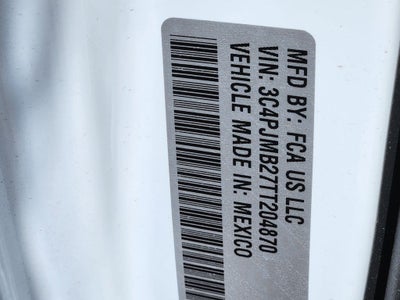 MFD BY: FCA US LLC
VIN: 3C4PJMB27TT204870
VEHICLE MADE IN: MEXICO